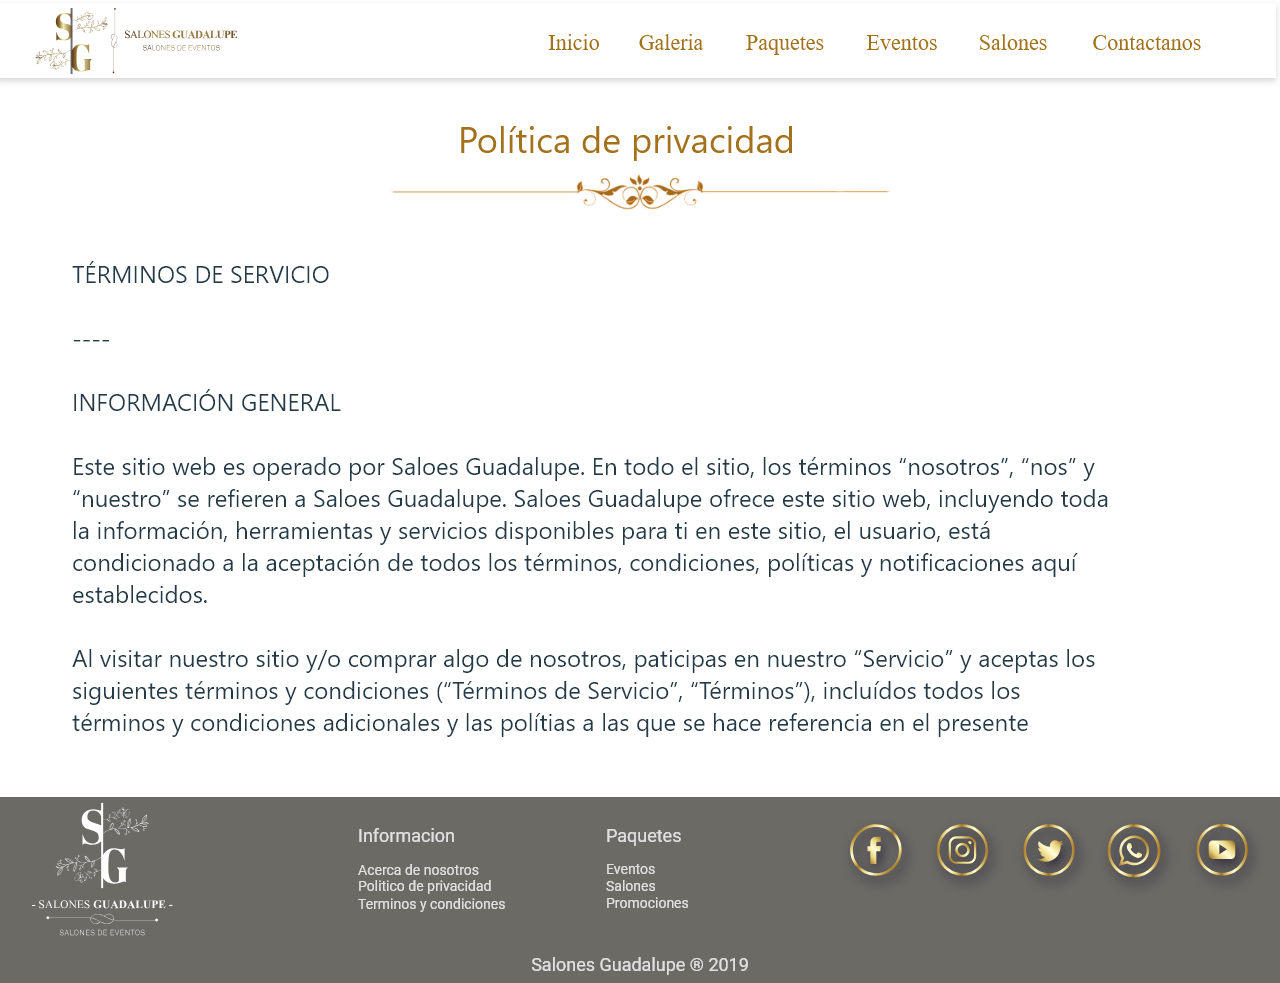 SG
SALONES GUADALUPE
SALONES DE EVENTOS
Inicio Galeria Paquetes Eventos Salones Contactanos
Política de privacidad
TÉRMINOS DE SERVICIO
----
INFORMACIÓN GENERAL
Este sitio web es operado por Saloes Guadalupe. En todo el sitio, los términos “nosotros”, “nos” y
“nuestro” se refieren a Saloes Guadalupe. Saloes Guadalupe ofrece este sitio web, incluyendo toda
la información, herramientas y servicios disponibles para ti en este sitio, el usuario, está
condicionado a la aceptación de todos los términos, condiciones, políticas y notificaciones aquí
establecidos.
Al visitar nuestro sitio y/o comprar algo de nosotros, paticipas en nuestro “Servicio” y aceptas los
siguientes términos y condiciones (“Términos de Servicio”, “Términos”), incluídos todos los
términos y condiciones adicionales y las polítias a las que se hace referencia en el presente
SG
- SALONES GUADALUPE -
SALONES DE EVENTOS
Informacion
Acerca de nosotros
Politico de privacidad
Terminos y condiciones
Paquetes
Eventos
Salones
Promociones
Salones Guadalupe ® 2019